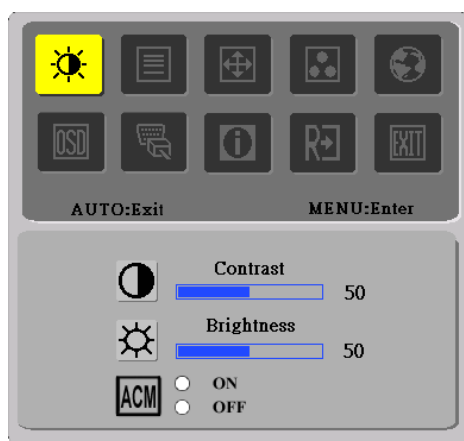 OSD
R
EXIT
AUTO:Exit MENU:Enter
Contrast
50
Brightness
50
ACM
ON
OFF